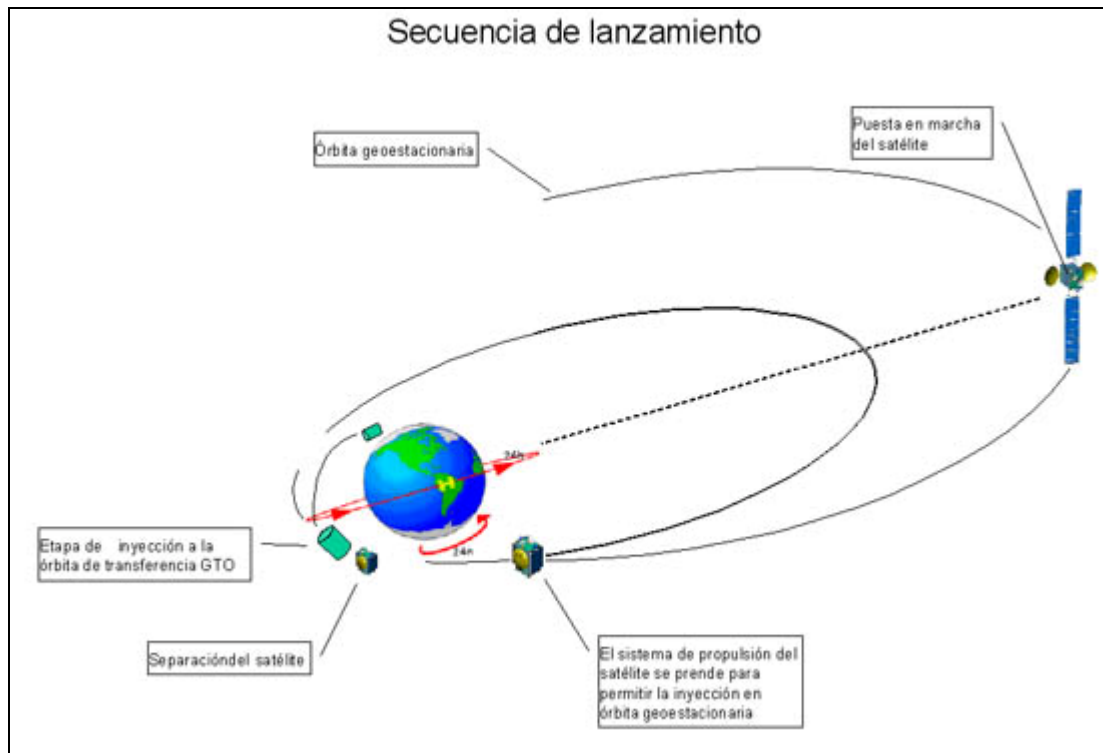 Secuencia de lanzamiento
Órbita geoestacionaria
Puesta en marcha
del satélite
24h
24h
Etapa de inyección a la
órbita de transferencia GTO
Separacióndel satélite
El sistema de propulsión del
satélite se prende para
permitir la inyección en
órbita geoestacionaria